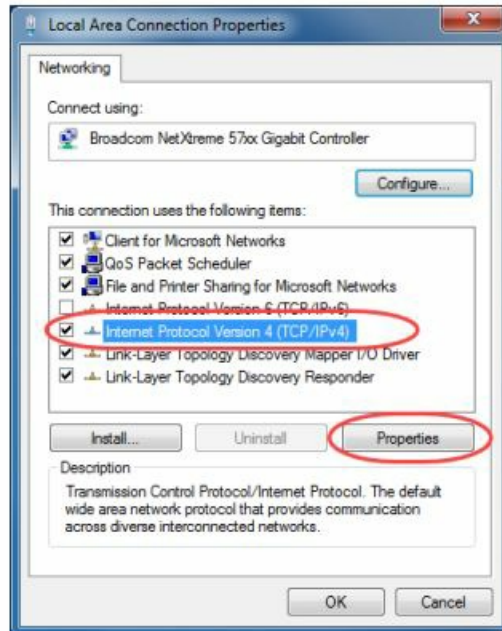 Local Area Connection Properties
Networking
Connect using:
Broadcom NetXtreme 57xx Gigabit Controller
Configure...
This connection uses the following items:
Client for Microsoft Networks
QoS Packet Scheduler
File and Printer Sharing for Microsoft Networks
Internet Protocol Version 6 (TCP/IPv6)
Internet Protocol Version 4 (TCP/IPv4)
Link-Layer Topology Discovery Mapper I/O Driver
Link-Layer Topology Discovery Responder
Install...
Uninstall
Properties
Description
Transmission Control Protocol/Internet Protocol. The default
wide area network protocol that provides communication
across diverse interconnected networks.
OK
Cancel